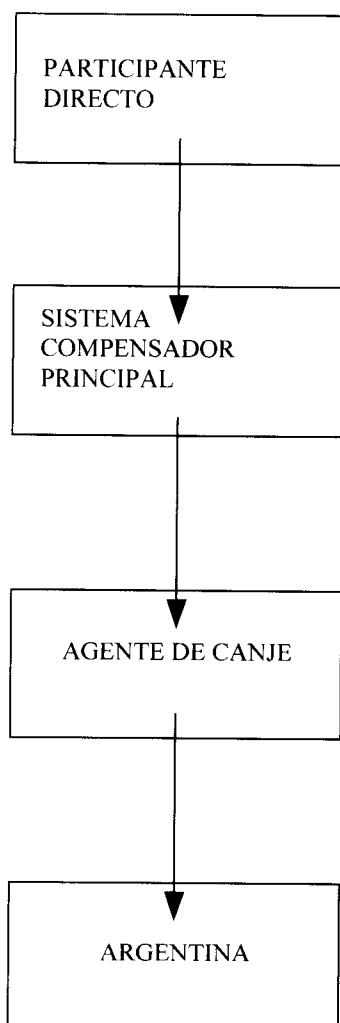 PARTICIPANTE
DIRECTO
SISTEMA
COMPENSADOR
PRINCIPAL
AGENTE DE CANJE
ARGENTINA